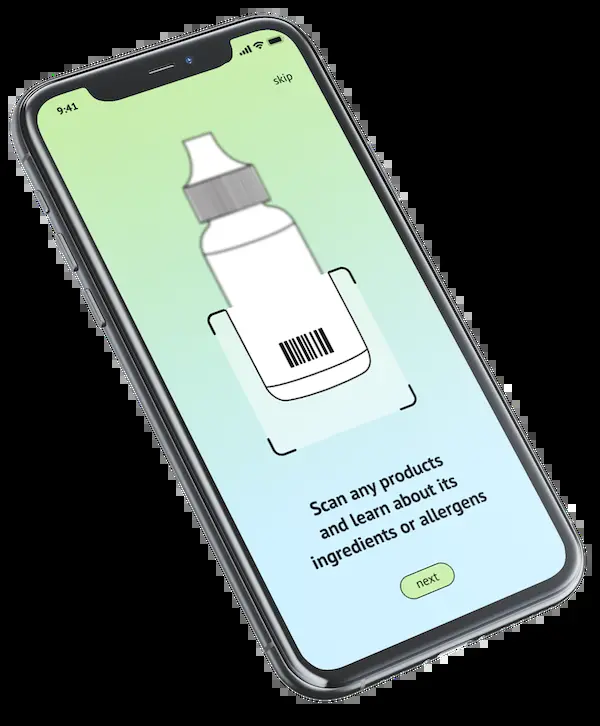 9:41
skip
Scan any products
and learn about its
ingredients or allergens
next